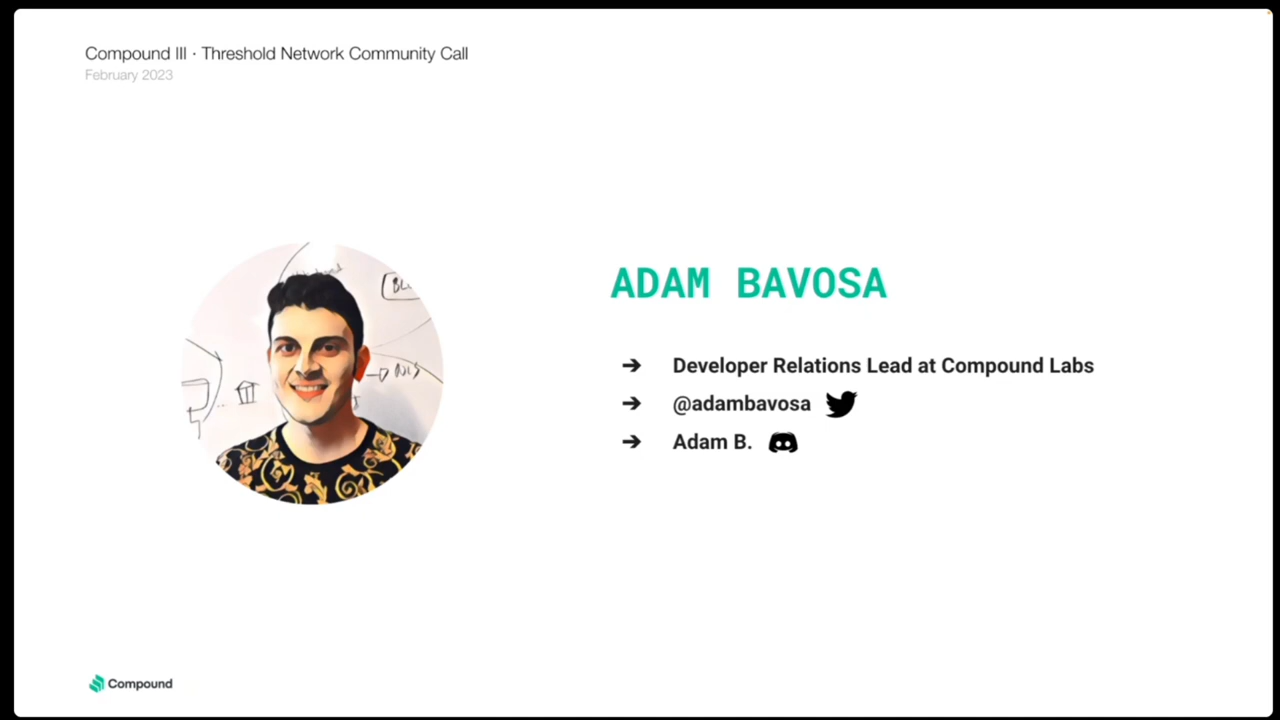 Compound III · Threshold Network Community Call
February 2023
ADAM BAVOSA
➔ Developer Relations Lead at Compound Labs
➔ @adambavosa
➔ Adam B.
Compound